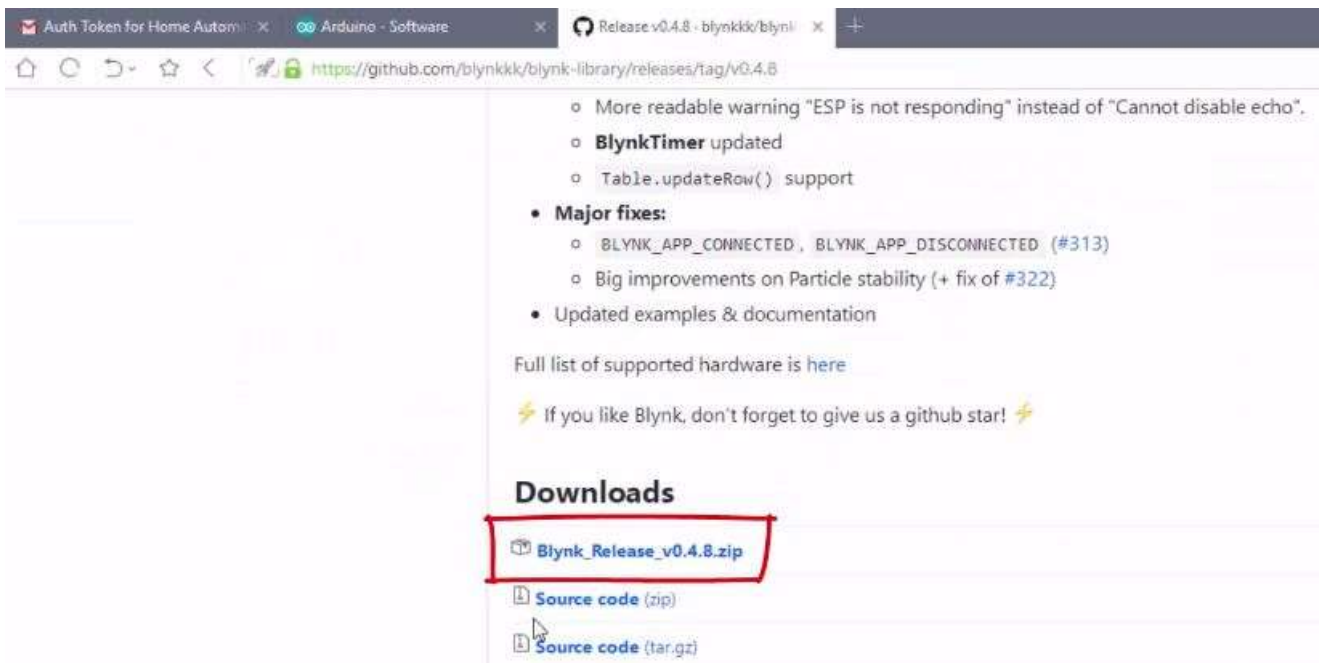 Auth Token for Home Autom
Arduino - Software
Release v0.4.8 · blynkkk/blynk
https://github.com/blynkkk/blynk-library/releases/tag/v0.4.8
More readable warning "ESP is not responding" instead of "Cannot disable echo".
BlynkTimer updated
Table.updateRow() support
Major fixes:
BLYNK_APP_CONNECTED, BLYNK_APP_DISCONNECTED (#313)
Big improvements on Particle stability (+ fix of #322)
Updated examples & documentation
Full list of supported hardware is here
⚡ If you like Blynk, don't forget to give us a github star! ⚡
Downloads
Blynk_Release_v0.4.8.zip
Source code (zip)
Source code (tar.gz)